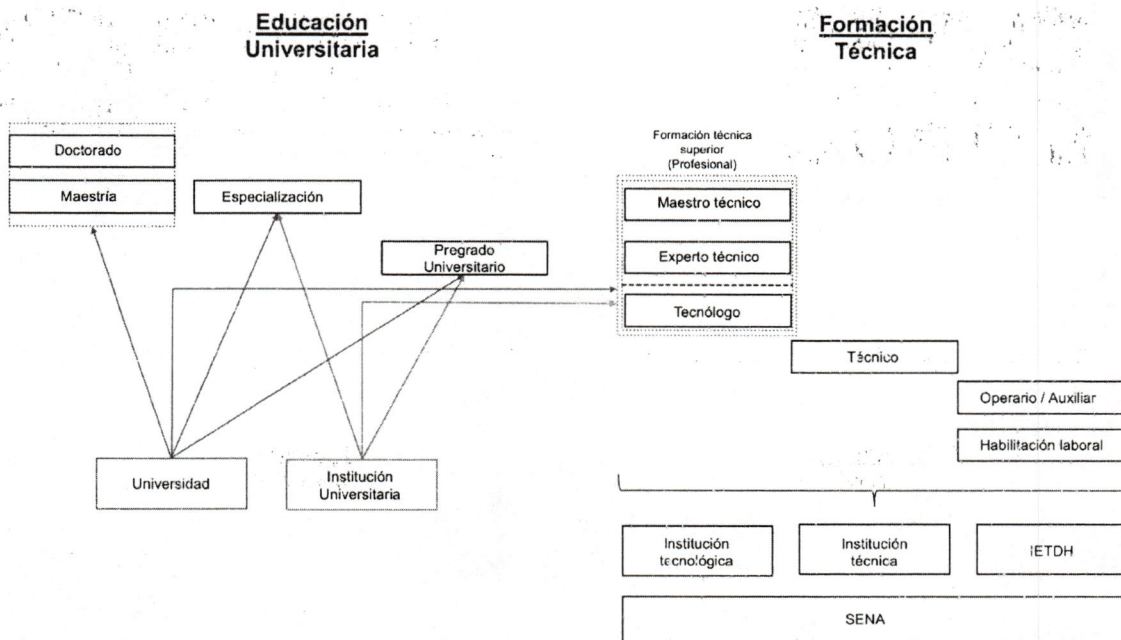 Educación
Universitaria
Formación
Técnica
Doctorado
Maestría
Especialización
Pregrado
Universitario
Formación técnica
superior
(Profesional)
Maestro técnico
Experto técnico
Tecnólogo
Técnico
Operario / Auxiliar
Habilitación laboral
Universidad
Institución
Universitaria
Institución
tecnológica
Institución
técnica
IETDH
SENA